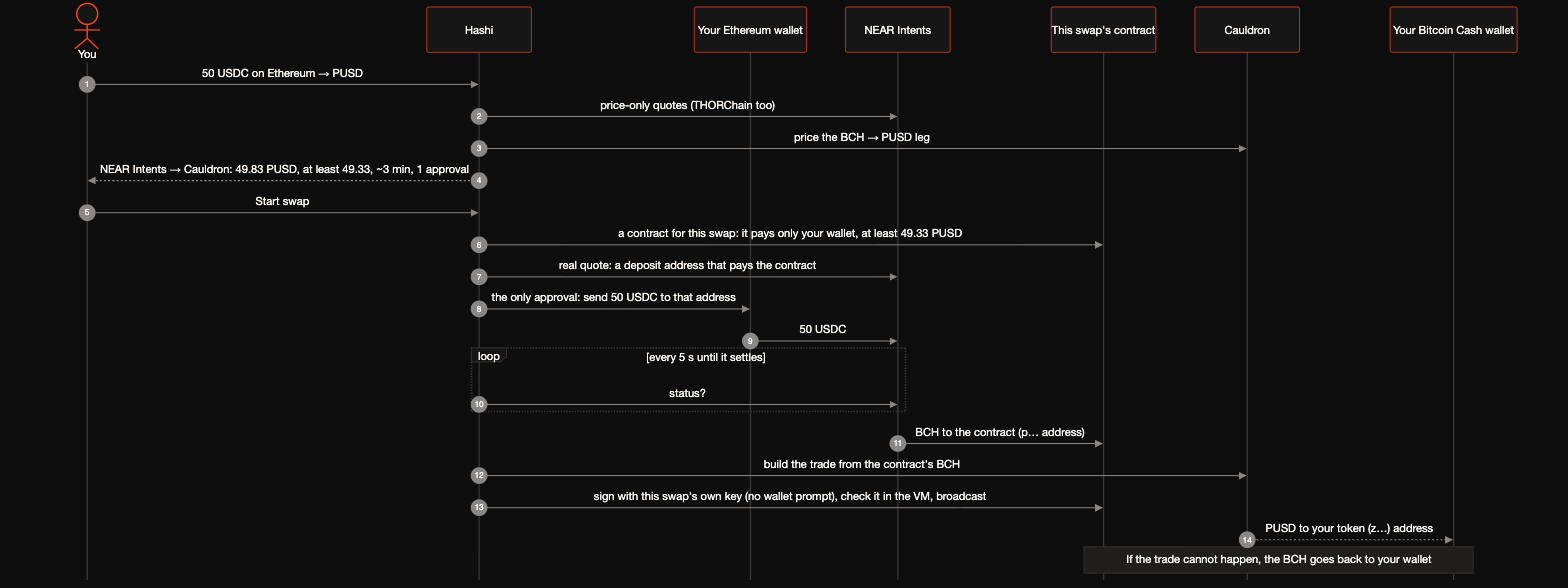 You
Hashi
Your Ethereum wallet
NEAR Intents
This swap's contract
Cauldron
Your Bitcoin Cash wallet
1
50 USDC on Ethereum → PUSD
2
price-only quotes (THORChain too)
3
price the BCH → PUSD leg
NEAR Intents → Cauldron: 49.83 PUSD, at least 49.33, ~3 min, 1 approval
4
5
Start swap
6
a contract for this swap: it pays only your wallet, at least 49.33 PUSD
7
real quote: a deposit address that pays the contract
8
the only approval: send 50 USDC to that address
9
50 USDC
loop
[every 5 s until it settles]
10
status?
11
BCH to the contract (p… address)
12
build the trade from the contract's BCH
13
sign with this swap's own key (no wallet prompt), check it in the VM, broadcast
14
PUSD to your token (z…) address
If the trade cannot happen, the BCH goes back to your wallet